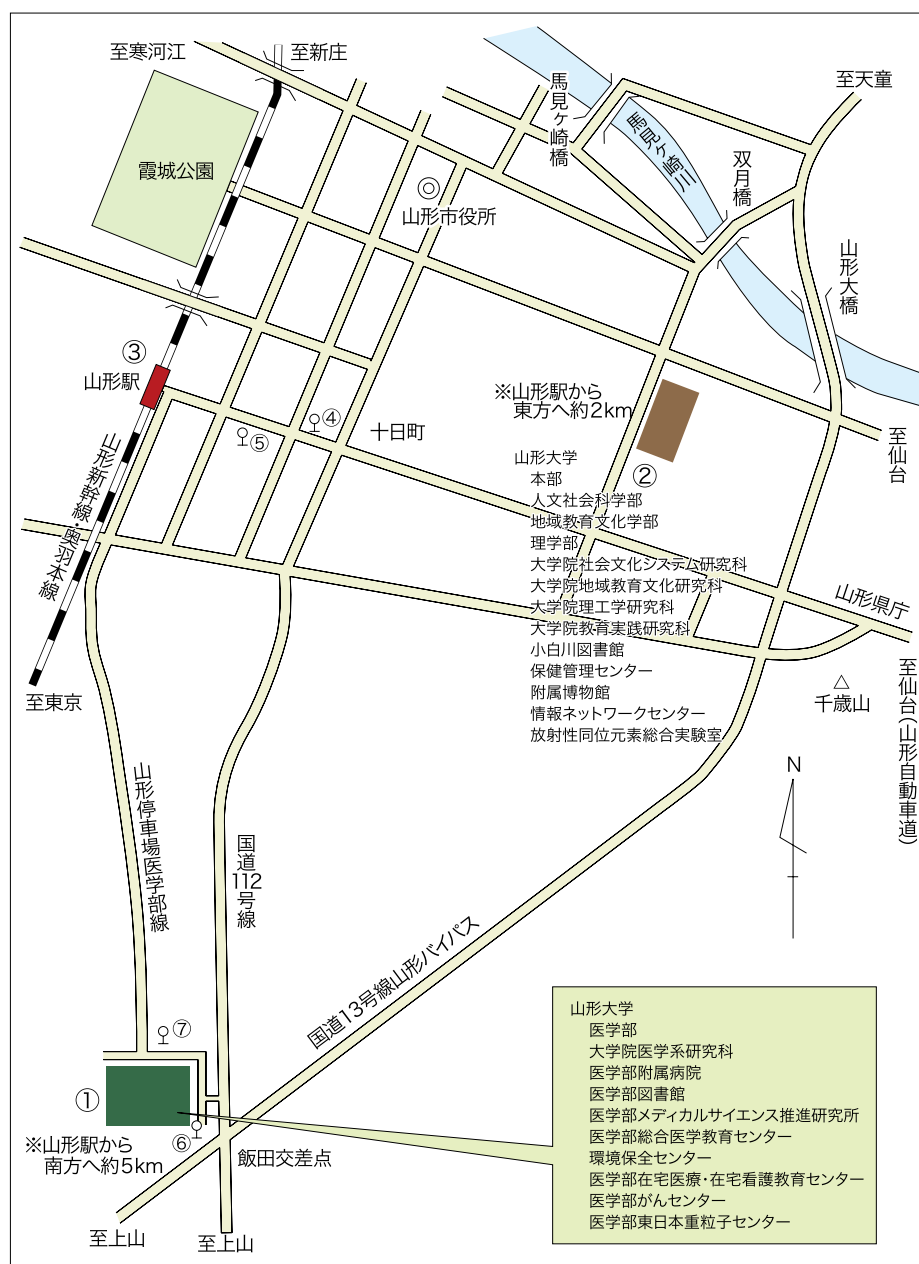 至寒河江
至新庄
霞城公園
馬見ヶ崎橋
馬見ヶ崎川
双月橋
至天童
◎
山形市役所
山形大橋
③
山形駅
⑤
④
十日町
※山形駅から
東方へ約2km
②
至仙台
山形大学
本部
人文社会科学部
地域教育文化学部
理学部
大学院社会文化システム研究科
大学院地域教育文化研究科
大学院理工学研究科
大学院教育実践研究科
小白川図書館
保健管理センター
附属博物館
情報ネットワークセンター
放射性同位元素総合実験室
山形新幹線・奥羽本線
至東京
山形県庁
千歳山
至仙台(山形自動車道)
N
山形停車場医学部線
国道112号線
国道13号線山形バイパス
⑦
①
⑥
※山形駅から
南方へ約5km
飯田交差点
至上山
至上山
山形大学
医学部
大学院医学系研究科
医学部附属病院
医学部図書館
医学部メディカルサイエンス推進研究所
医学部総合医学教育センター
環境保全センター
医学部在宅医療・在宅看護教育センター
医学部がんセンター
医学部東日本重粒子センター